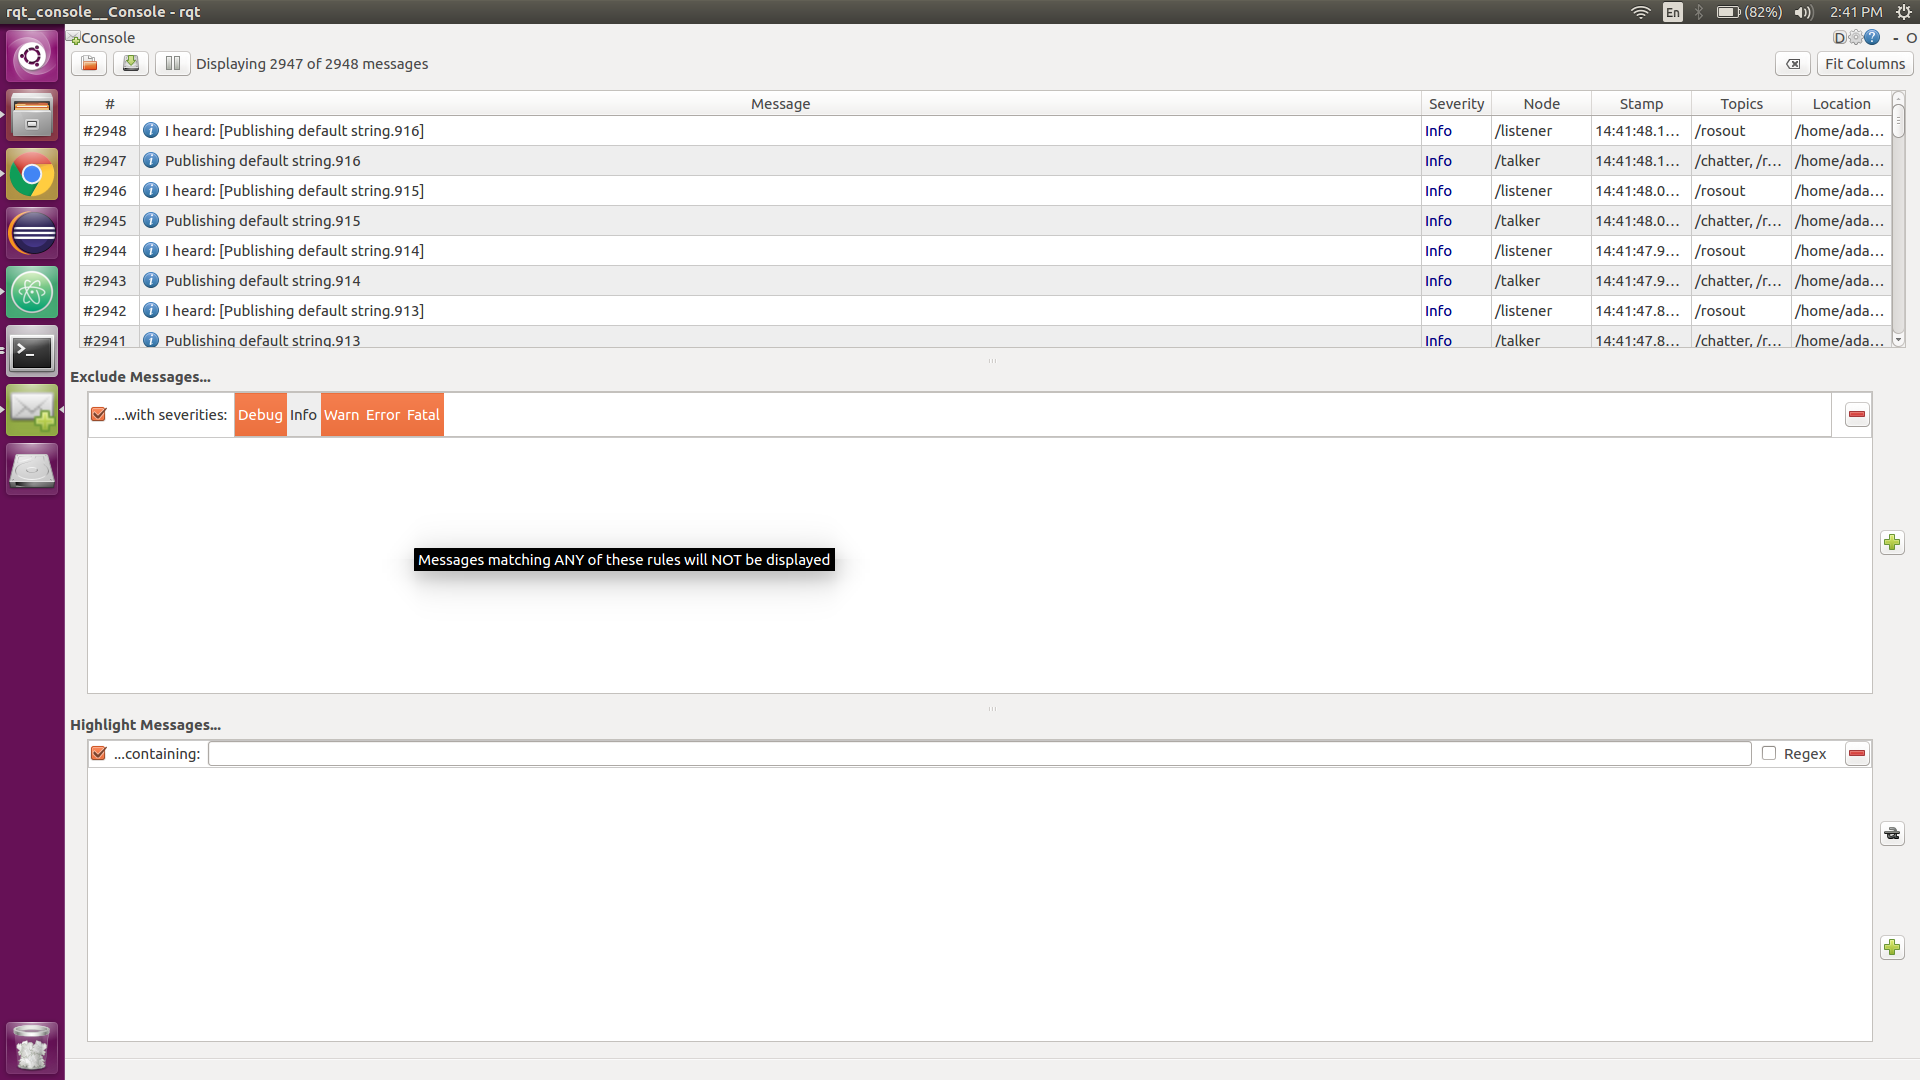 rqt_console__Console - rqt
En (82%) 2:41 PM
Console D ? - O
Displaying 2947 of 2948 messages Fit Columns
# Message Severity Node Stamp Topics Location
#2948 I heard: [Publishing default string.916] Info /listener 14:41:48.1... /rosout /home/ada...
#2947 Publishing default string.916 Info /talker 14:41:48.1... /chatter, /r... /home/ada...
#2946 I heard: [Publishing default string.915] Info /listener 14:41:48.0... /rosout /home/ada...
#2945 Publishing default string.915 Info /talker 14:41:48.0... /chatter, /r... /home/ada...
#2944 I heard: [Publishing default string.914] Info /listener 14:41:47.9... /rosout /home/ada...
#2943 Publishing default string.914 Info /talker 14:41:47.9... /chatter, /r... /home/ada...
#2942 I heard: [Publishing default string.913] Info /listener 14:41:47.8... /rosout /home/ada...
#2941 Publishing default string.913 Info /talker 14:41:47.8... /chatter, /r... /home/ada...
Exclude Messages...
...with severities: Debug Info Warn Error Fatal
Messages matching ANY of these rules will NOT be displayed
Highlight Messages...
...containing: Regex